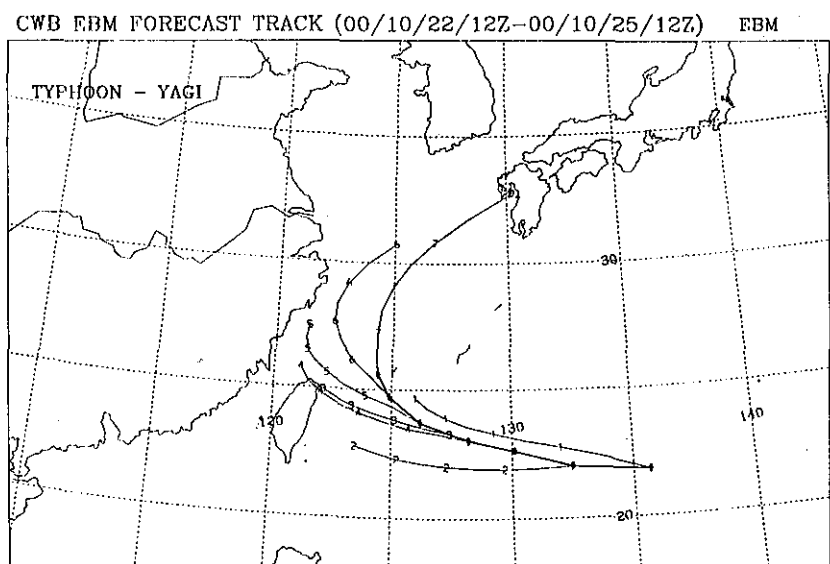 CWB EBM FORECAST TRACK (00/10/22/12Z-00/10/25/12Z) EBM
TYPHOON - YAGI
30
120
130
140
20